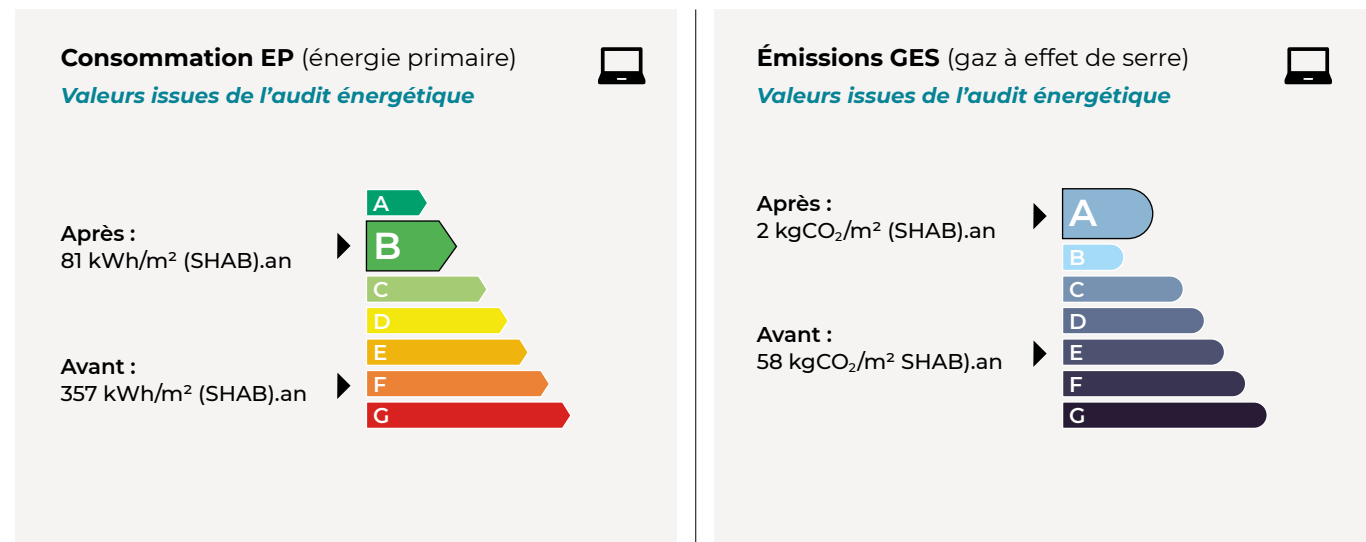 Consommation EP (énergie primaire)
Valeurs issues de l'audit énergétique
Après :
81 kWh/m² (SHAB).an
Avant :
357 kWh/m² (SHAB).an
A
B
C
D
E
F
G
Émissions GES (gaz à effet de serre)
Valeurs issues de l'audit énergétique
Après :
2 kgCO₂/m² (SHAB).an
Avant :
58 kgCO₂/m² SHAB).an
A
B
C
D
E
F
G